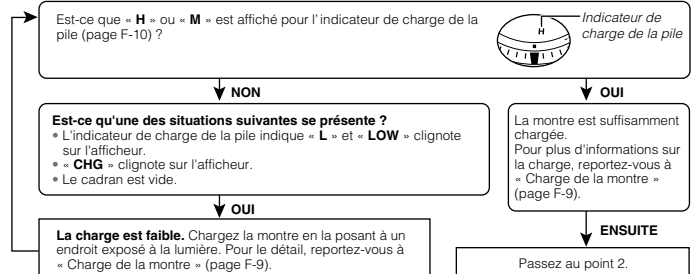 Est-ce que « H » ou « M » est affiché pour l'indicateur de charge de la
pile (page F-10) ?
H
Indicateur de
charge de la pile
NON
OUI
Est-ce qu'une des situations suivantes se présente ?
• L'indicateur de charge de la pile indique « L » et « LOW » clignote
sur l'afficheur.
• « CHG » clignote sur l'afficheur.
• Le cadran est vide.
La montre est suffisamment
chargée.
Pour plus d'informations sur
la charge, reportez-vous à
« Charge de la montre »
(page F-9).
OUI
ENSUITE
La charge est faible. Chargez la montre en la posant à un
endroit exposé à la lumière. Pour le détail, reportez-vous à
« Charge de la montre » (page F-9).
Passez au point 2.